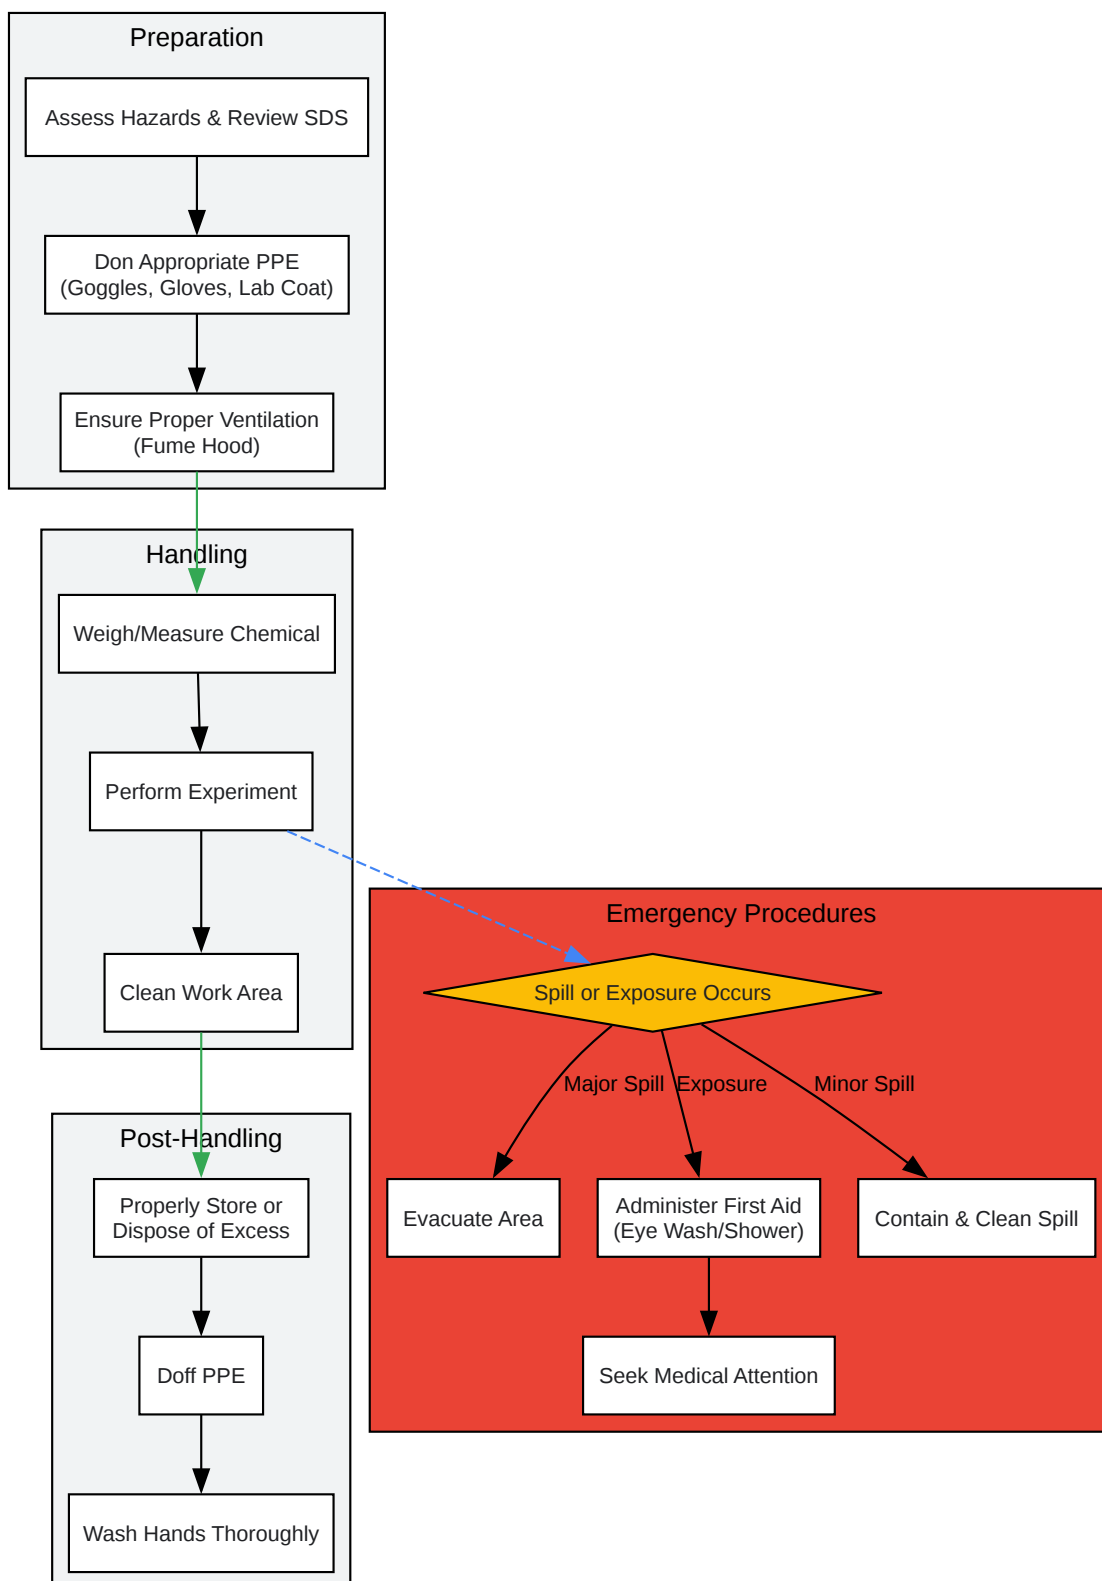 Preparation
Assess Hazards & Review SDS
Don Appropriate PPE
(Goggles, Gloves, Lab Coat)
Ensure Proper Ventilation
(Fume Hood)
Handling
Weigh/Measure Chemical
Perform Experiment
Clean Work Area
Post-Handling
Properly Store or
Dispose of Excess
Doff PPE
Wash Hands Thoroughly
Emergency Procedures
Spill or Exposure Occurs
Major Spill
Exposure
Minor Spill
Evacuate Area
Administer First Aid
(Eye Wash/Shower)
Contain & Clean Spill
Seek Medical Attention